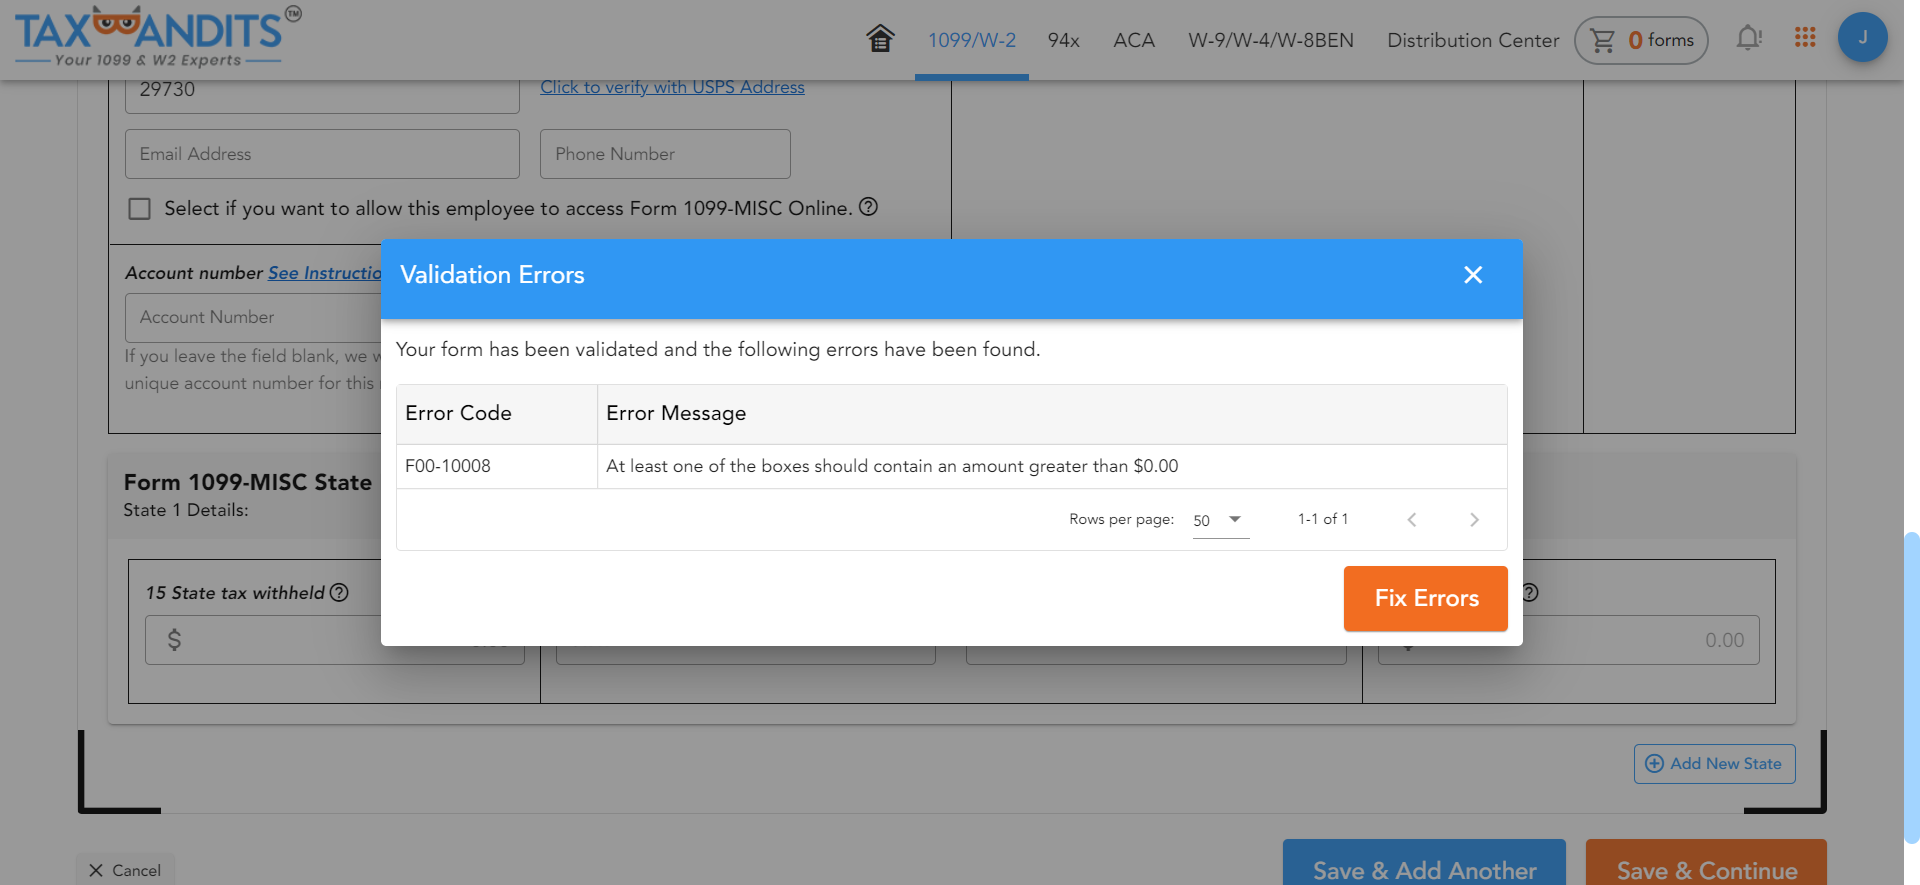 TAXBANDITS TM
Your 1099 & W2 Experts
1099/W-2
94x
ACA
W-9/W-4/W-8BEN
Distribution Center
0 forms
J
29730
Click to verify with USPS Address
Email Address
Phone Number
Select if you want to allow this employee to access Form 1099-MISC Online.
Account number See Instructio
Account Number
If you leave the field blank, we w
unique account number for this
Validation Errors
Your form has been validated and the following errors have been found.
Error Code
Error Message
F00-10008
At least one of the boxes should contain an amount greater than $0.00
Rows per page:
50
1-1 of 1
Fix Errors
Form 1099-MISC State
State 1 Details:
15 State tax withheld
$
0.00
Add New State
Cancel
Save & Add Another
Save & Continue